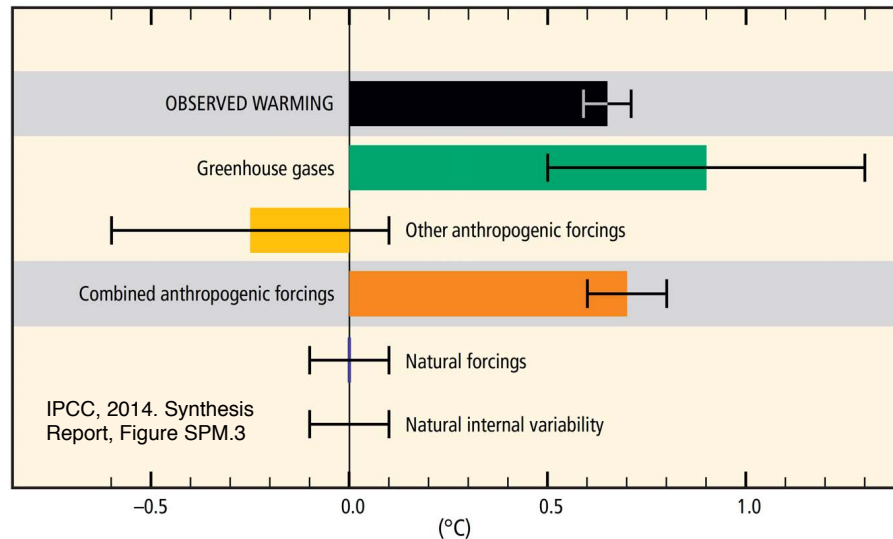 OBSERVED WARMING
Greenhouse gases
Other anthropogenic forcings
Combined anthropogenic forcings
Natural forcings
Natural internal variability
IPCC, 2014. Synthesis
Report, Figure SPM.3
–0.5 0.0 0.5 1.0
(°C)